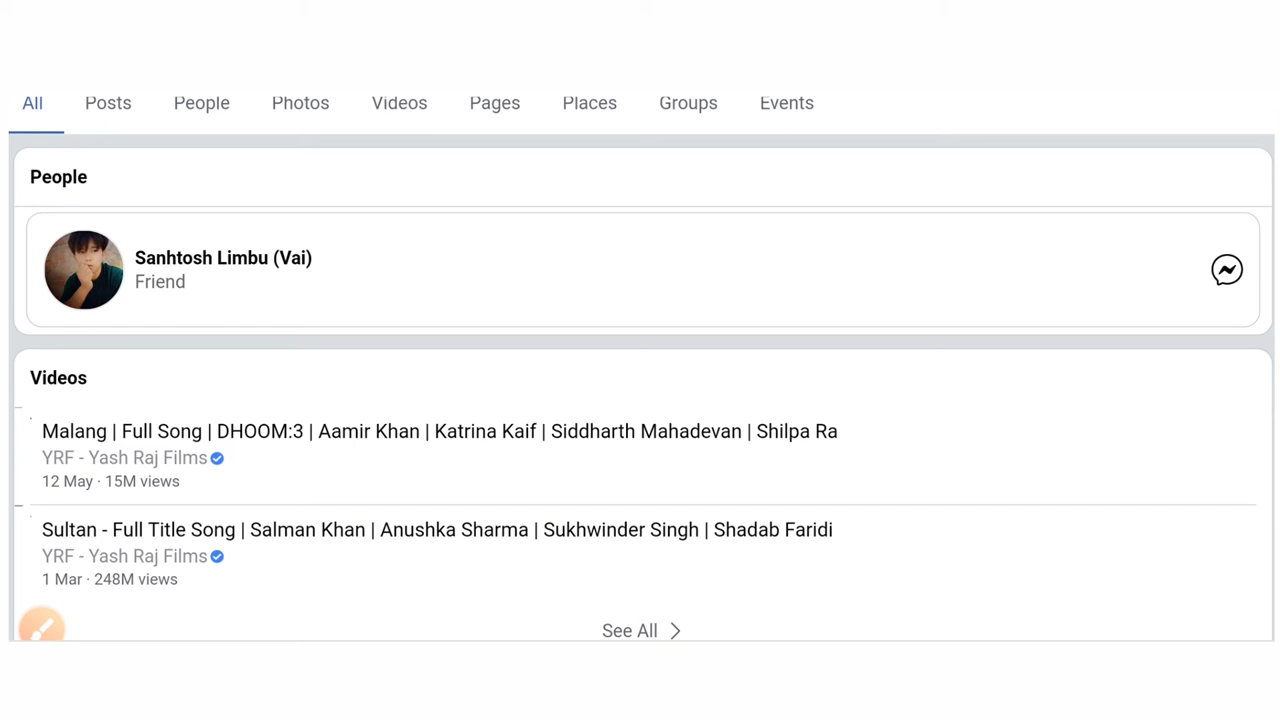 All Posts People Photos Videos Pages Places Groups Events
People
Sanhtosh Limbu (Vai)
Friend
Videos
Malang | Full Song | DHOOM:3 | Aamir Khan | Katrina Kaif | Siddharth Mahadevan | Shilpa Ra
YRF - Yash Raj Films
12 May · 15M views
Sultan - Full Title Song | Salman Khan | Anushka Sharma | Sukhwinder Singh | Shadab Faridi
YRF - Yash Raj Films
1 Mar · 248M views
See All